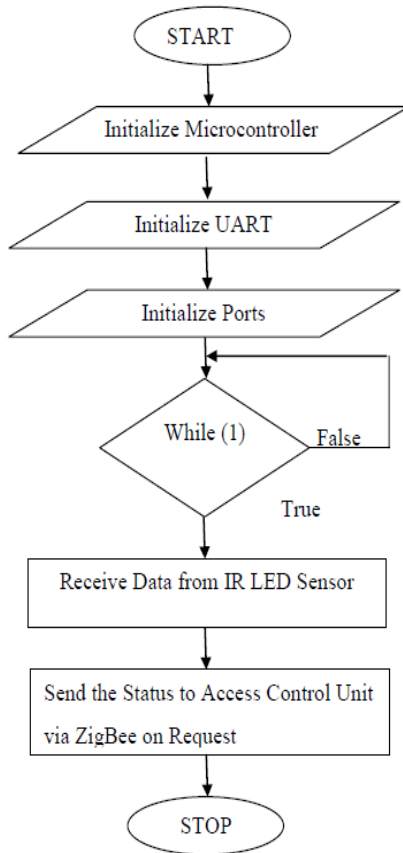 START
Initialize Microcontroller
Initialize UART
Initialize Ports
While (1)
False
True
Receive Data from IR LED Sensor
Send the Status to Access Control Unit
via ZigBee on Request
STOP